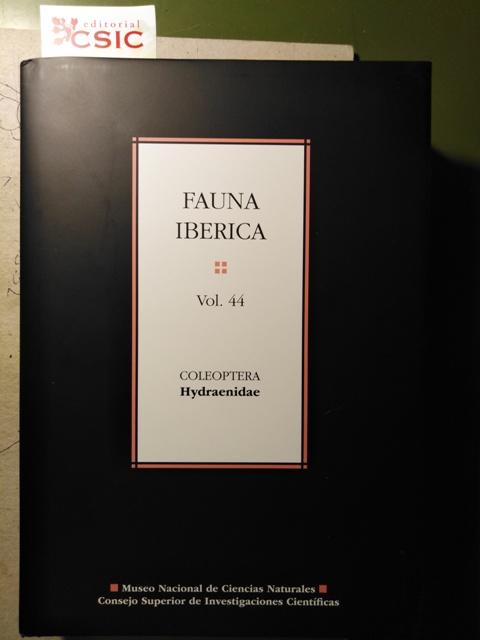 editorial
CSIC
FAUNA
IBERICA
Vol. 44
COLEOPTERA
Hydraenidae
Museo Nacional de Ciencias Naturales
Consejo Superior de Investigaciones Científicas